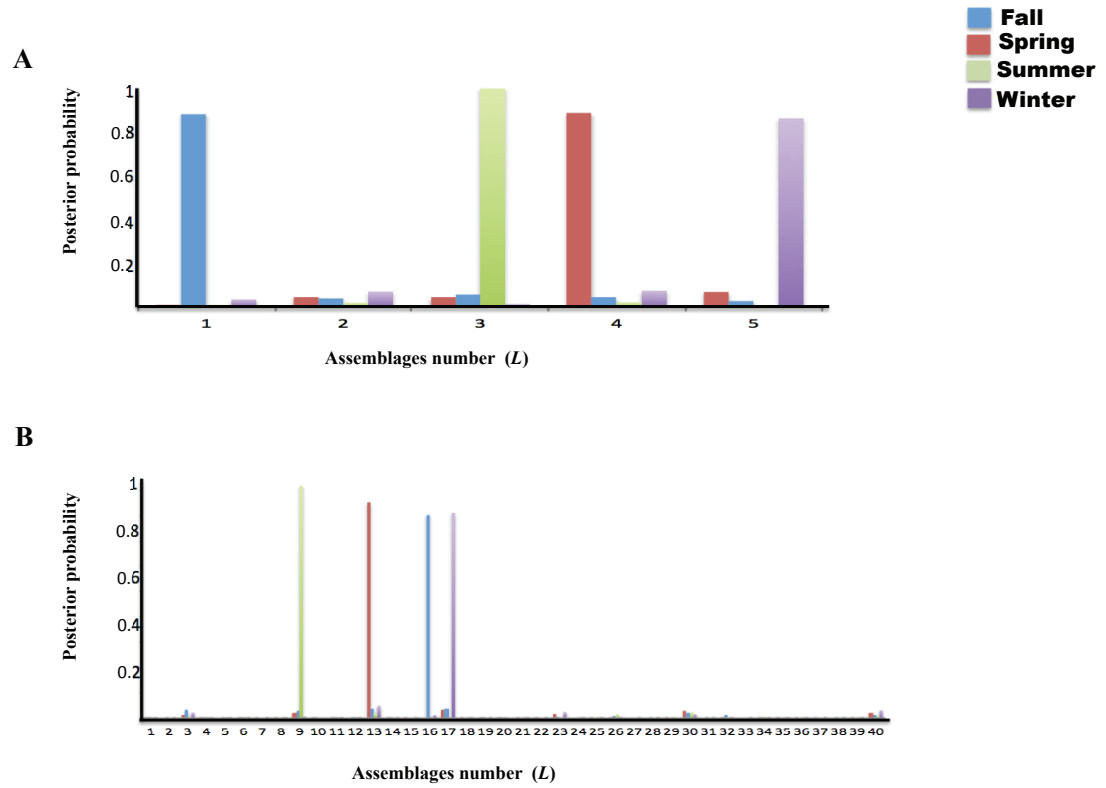 Fall
Spring
Summer
Winter
A
Posterior probability
1
0.8
0.6
0.4
0.2
1 2 3 4 5
Assemblages number (L)
B
Posterior probability
1
0.8
0.6
0.4
0.2
1 2 3 4 5 6 7 8 9 10 11 12 13 14 15 16 17 18 19 20 21 22 23 24 25 26 27 28 29 30 31 32 33 34 35 36 37 38 39 40
Assemblages number (L)